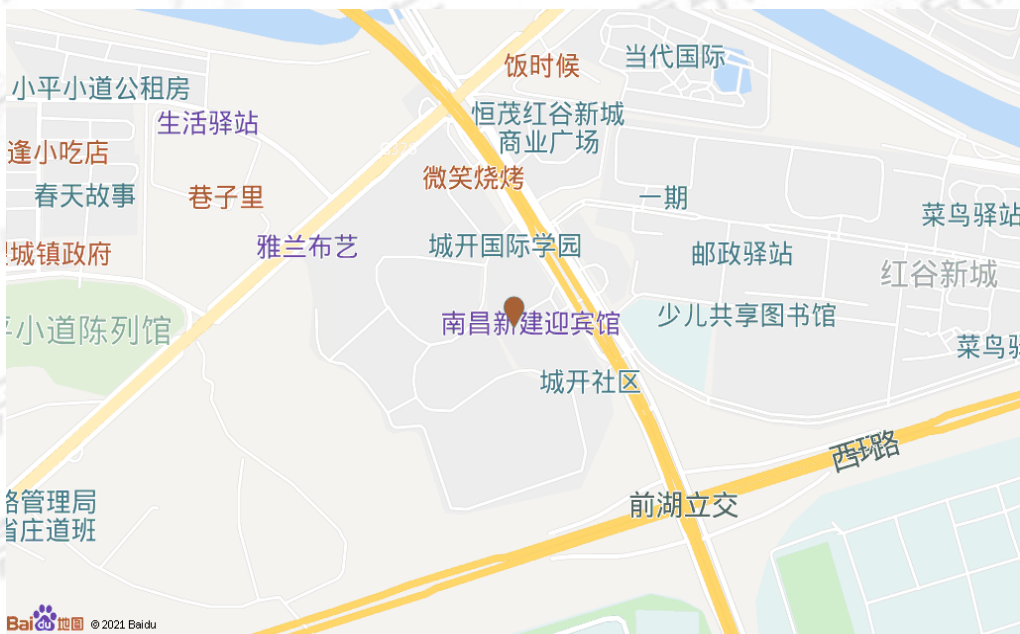 当代国际
饭时候
小平小道公租房
恒茂红谷新城
商业广场
生活驿站
逢小吃店
微笑烧烤
春天故事
巷子里
一期
菜鸟驿站
雅兰布艺
城开国际学园
邮政驿站
城镇政府
红谷新城
少儿共享图书馆
南昌新建迎宾馆
平小道陈列馆
菜鸟驿
城开社区
西环路
路管理局
省庄道班
前湖立交
Bai du 地图 © 2021 Baidu